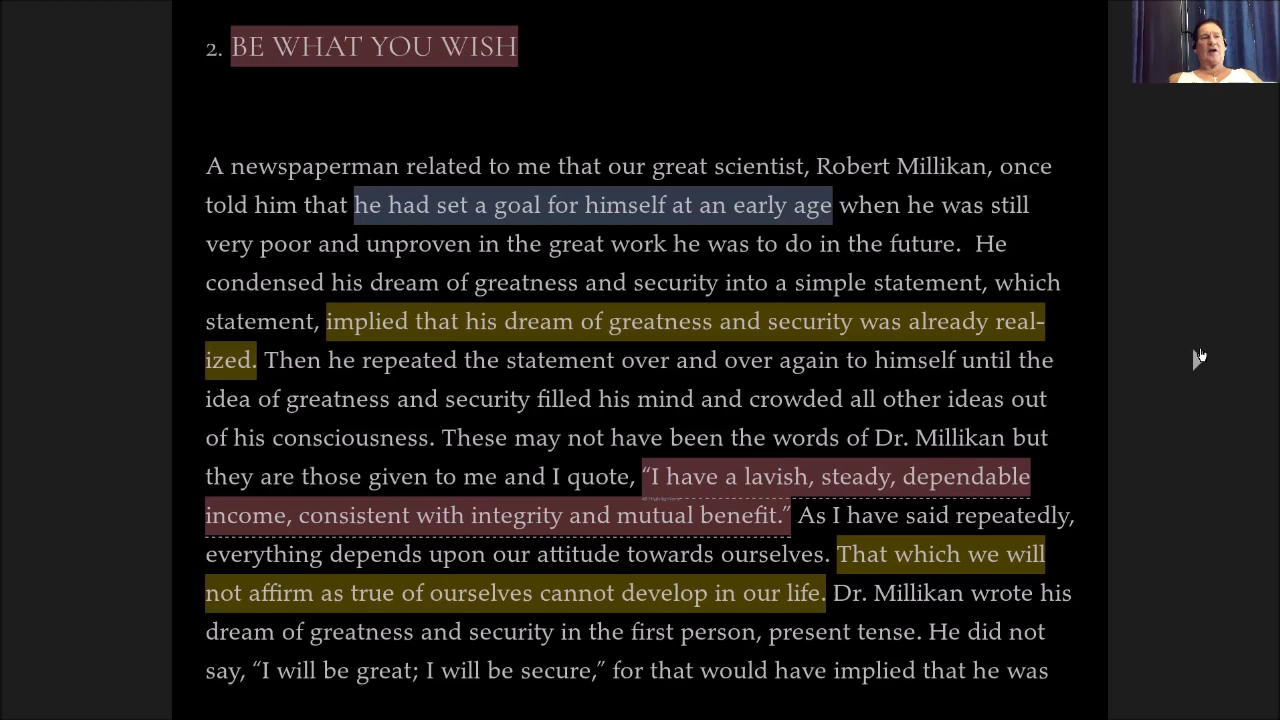 2. BE WHAT YOU WISH
A newspaperman related to me that our great scientist, Robert Millikan, once
told him that he had set a goal for himself at an early age when he was still
very poor and unproven in the great work he was to do in the future. He
condensed his dream of greatness and security into a simple statement, which
statement, implied that his dream of greatness and security was already real-
ized. Then he repeated the statement over and over again to himself until the
idea of greatness and security filled his mind and crowded all other ideas out
of his consciousness. These may not have been the words of Dr. Millikan but
they are those given to me and I quote, “I have a lavish, steady, dependable
income, consistent with integrity and mutual benefit.” As I have said repeatedly,
everything depends upon our attitude towards ourselves. That which we will
not affirm as true of ourselves cannot develop in our life. Dr. Millikan wrote his
dream of greatness and security in the first person, present tense. He did not
say, “I will be great; I will be secure,” for that would have implied that he was